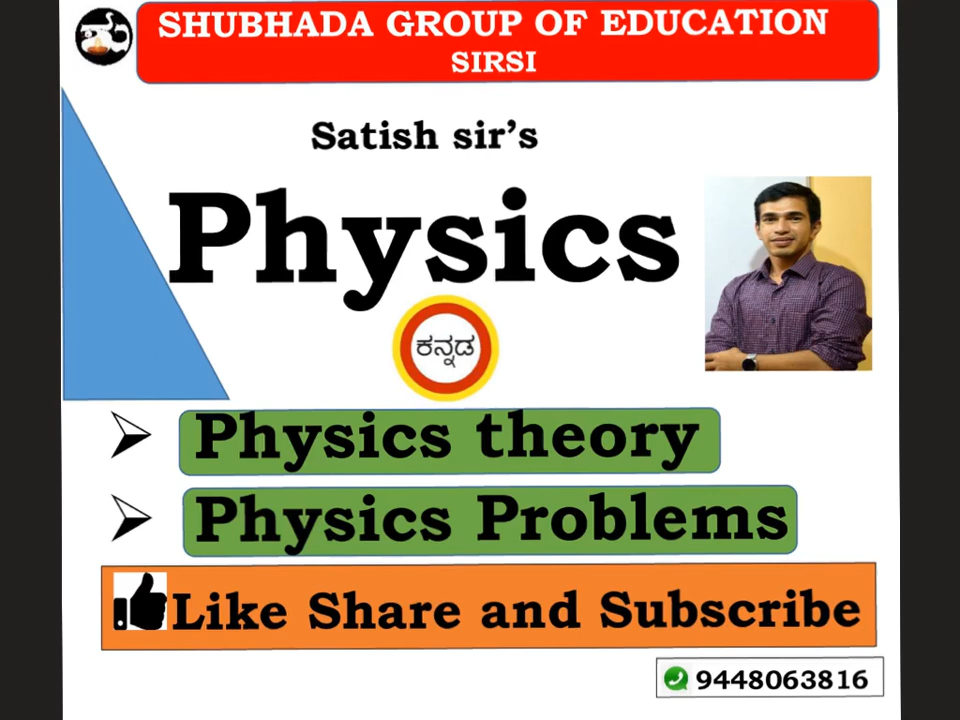 SHUBHADA GROUP OF EDUCATION
SIRSI
Satish sir's
Physics
ಕನ್ನಡ
Physics theory
Physics Problems
Like Share and Subscribe
9448063816